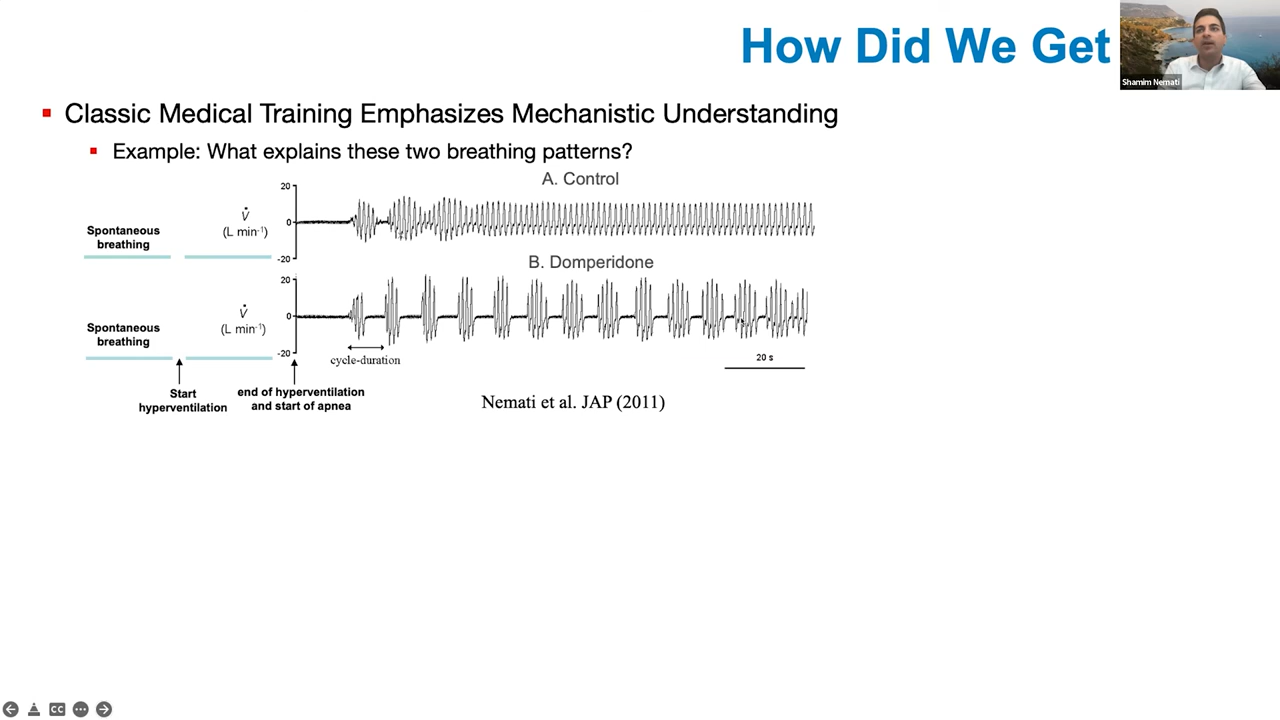 How Did We Get
Shamim Nemati
▪ Classic Medical Training Emphasizes Mechanistic Understanding
▪ Example: What explains these two breathing patterns?
A. Control
20
0
-20
V̇
(L min-1)
Spontaneous
breathing
B. Domperidone
20
0
-20
V̇
(L min-1)
Spontaneous
breathing
cycle-duration
20 s
Start
hyperventilation
end of hyperventilation
and start of apnea
Nemati et al. JAP (2011)
CC